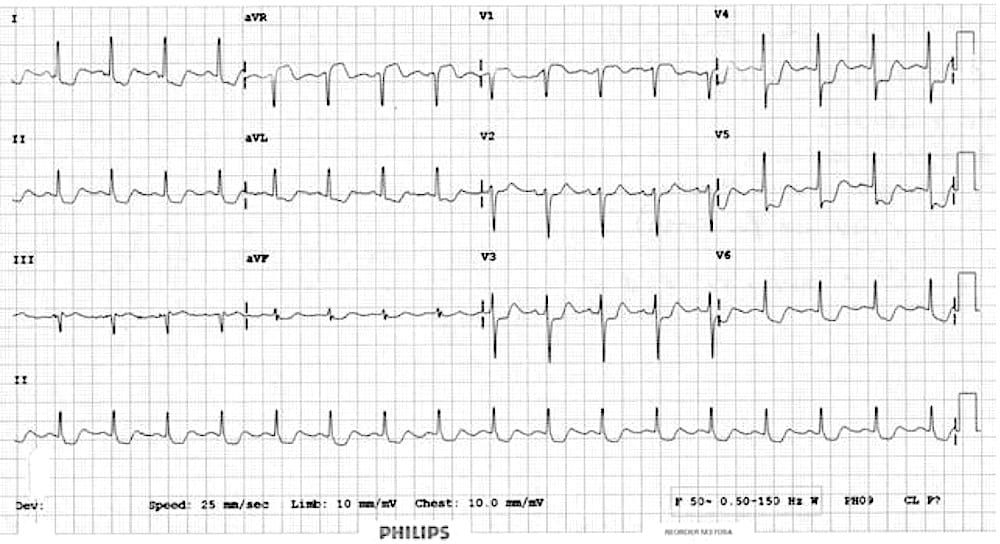 I aVR V1 V4
II aVL V2 V5
III aVF V3 V6
II
Dev: Speed: 25 mm/sec Limb: 10 mm/mV Chest: 10.0 mm/mV F 50~ 0.50-150 Hz W PH09 CL P?
PHILIPS